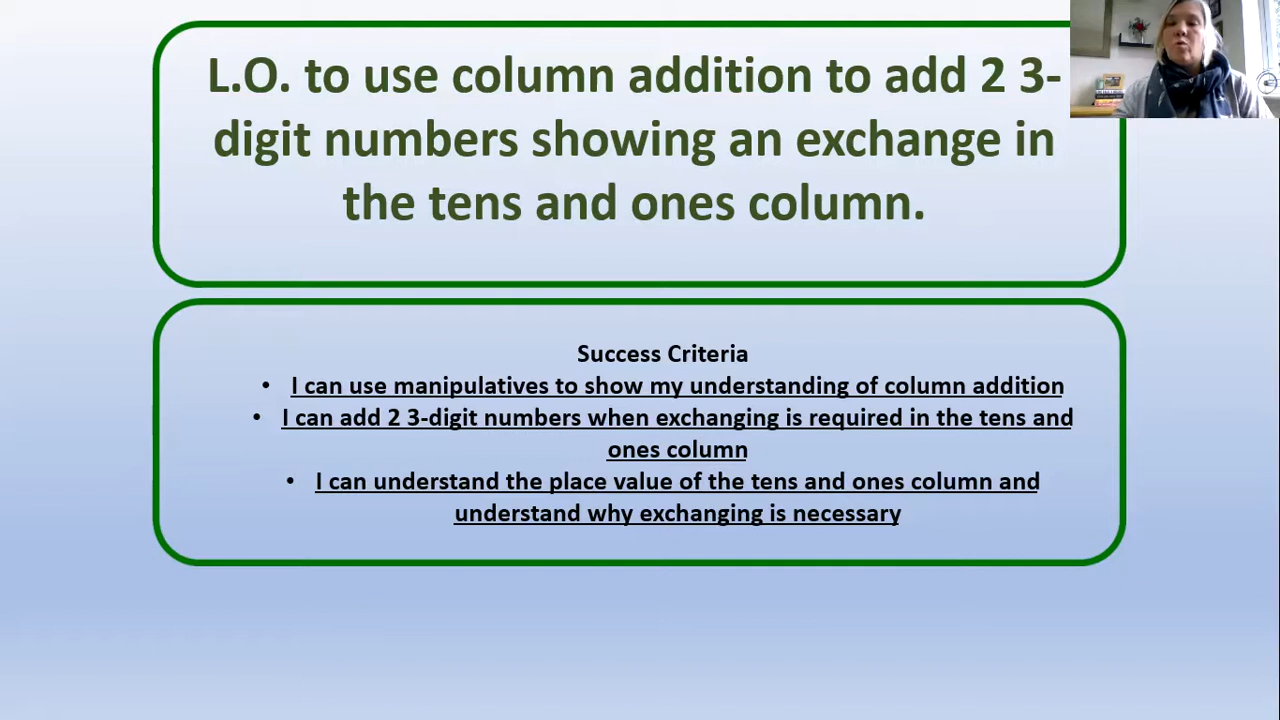 L.O. to use column addition to add 2 3-
digit numbers showing an exchange in
the tens and ones column.
Success Criteria
• I can use manipulatives to show my understanding of column addition
• I can add 2 3-digit numbers when exchanging is required in the tens and
ones column
• I can understand the place value of the tens and ones column and
understand why exchanging is necessary